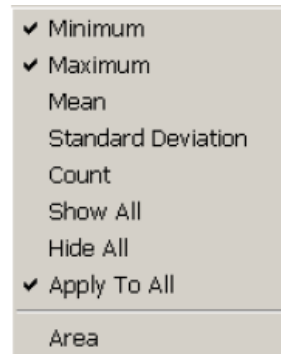 Minimum
Maximum
Mean
Standard Deviation
Count
Show All
Hide All
Apply To All
Area